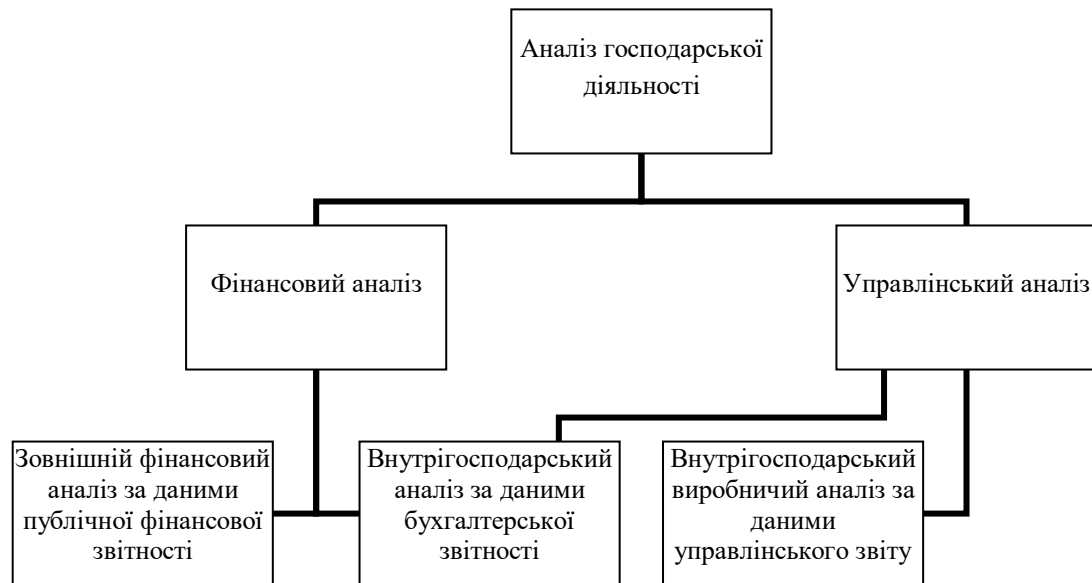 Аналіз господарської
діяльності
Фінансовий аналіз
Управлінський аналіз
Зовнішній фінансовий
аналіз за даними
публічної фінансової
звітності
Внутрігосподарський
аналіз за даними
бухгалтерської
звітності
Внутрігосподарський
виробничий аналіз за
даними
управлінського звіту